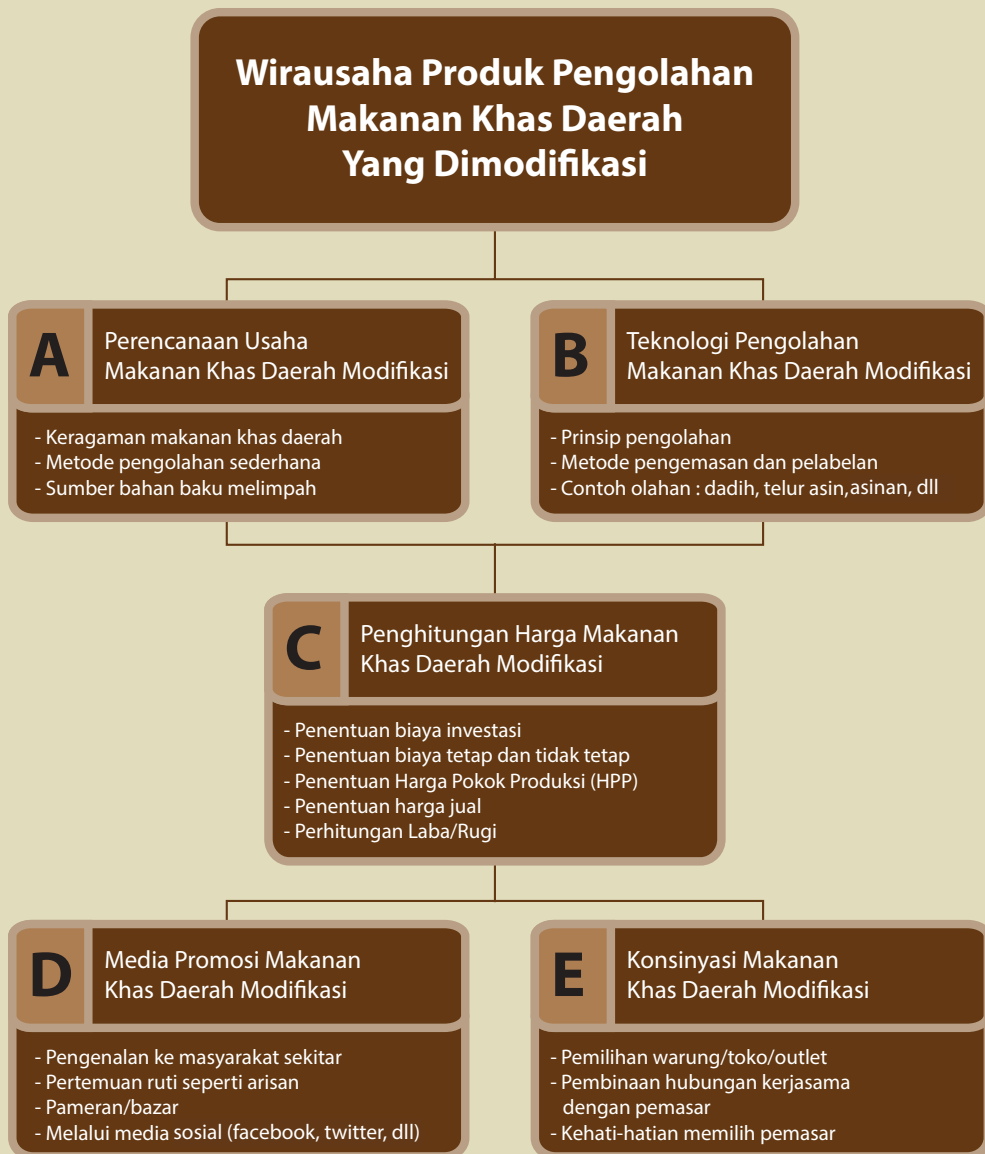 Wirausaha Produk Pengolahan
Makanan Khas Daerah
Yang Dimodifikasi
A
Perencanaan Usaha
Makanan Khas Daerah Modifikasi
- Keragaman makanan khas daerah
- Metode pengolahan sederhana
- Sumber bahan baku melimpah
B
Teknologi Pengolahan
Makanan Khas Daerah Modifikasi
- Prinsip pengolahan
- Metode pengemasan dan pelabelan
- Contoh olahan : dadih, telur asin,asinan, dll
C
Penghitungan Harga Makanan
Khas Daerah Modifikasi
- Penentuan biaya investasi
- Penentuan biaya tetap dan tidak tetap
- Penentuan Harga Pokok Produksi (HPP)
- Penentuan harga jual
- Perhitungan Laba/Rugi
D
Media Promosi Makanan
Khas Daerah Modifikasi
- Pengenalan ke masyarakat sekitar
- Pertemuan ruti seperti arisan
- Pameran/bazar
- Melalui media sosial (facebook, twitter, dll)
E
Konsinyasi Makanan
Khas Daerah Modifikasi
- Pemilihan warung/toko/outlet
- Pembinaan hubungan kerjasama
dengan pemasar
- Kehati-hatian memilih pemasar